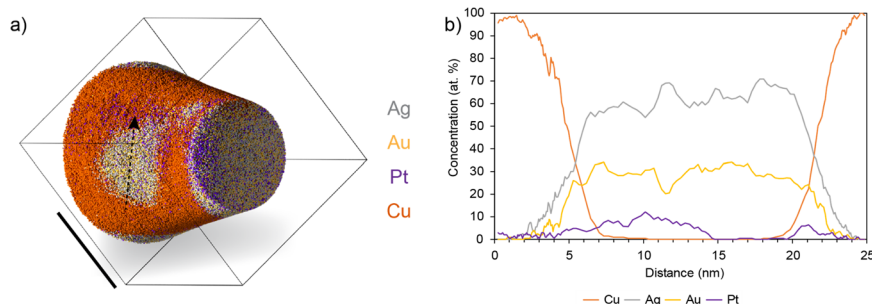 a)
Ag
Au
Pt
Cu
b)
Concentration (at. %)
100
90
80
70
60
50
40
30
20
10
0
0 5 10 15 20 25
Distance (nm)
Cu Ag Au Pt